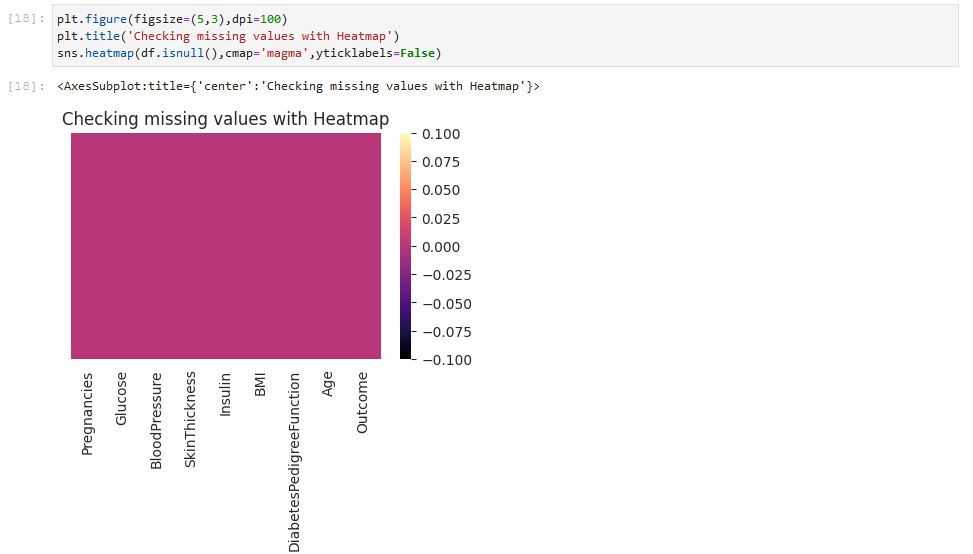 [18]: plt.figure(figsize=(5,3),dpi=100)
plt.title('Checking missing values with Heatmap')
sns.heatmap(df.isnull(),cmap='magma',yticklabels=False)
[18]: <AxesSubplot:title={'center':'Checking missing values with Heatmap'}>
Checking missing values with Heatmap
0.100
0.075
0.050
0.025
0.000
−0.025
−0.050
−0.075
−0.100
Pregnancies
Glucose
BloodPressure
SkinThickness
Insulin
BMI
DiabetesPedigreeFunction
Age
Outcome